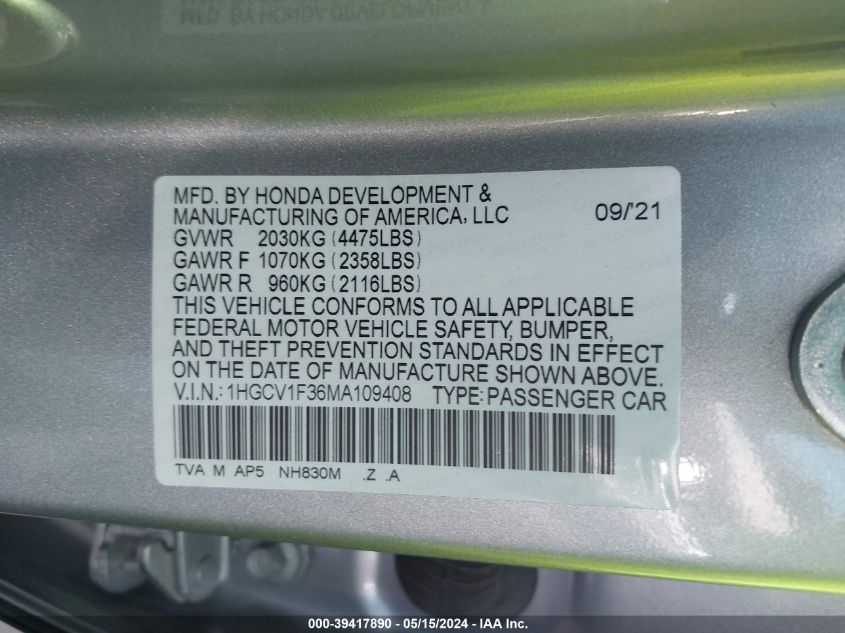 MFD. BY HONDA DEVELOPMENT &
MANUFACTURING OF AMERICA, LLC 09/'21
GVWR 2030KG (4475LBS)
GAWR F 1070KG (2358LBS)
GAWR R 960KG (2116LBS)
THIS VEHICLE CONFORMS TO ALL APPLICABLE
FEDERAL MOTOR VEHICLE SAFETY, BUMPER,
AND THEFT PREVENTION STANDARDS IN EFFECT
ON THE DATE OF MANUFACTURE SHOWN ABOVE.
V.I.N.: 1HGCV1F36MA109408 TYPE: PASSENGER CAR
TVA M AP5 NH830M .Z .A
000-39417890 - 05/15/2024 - IAA Inc.